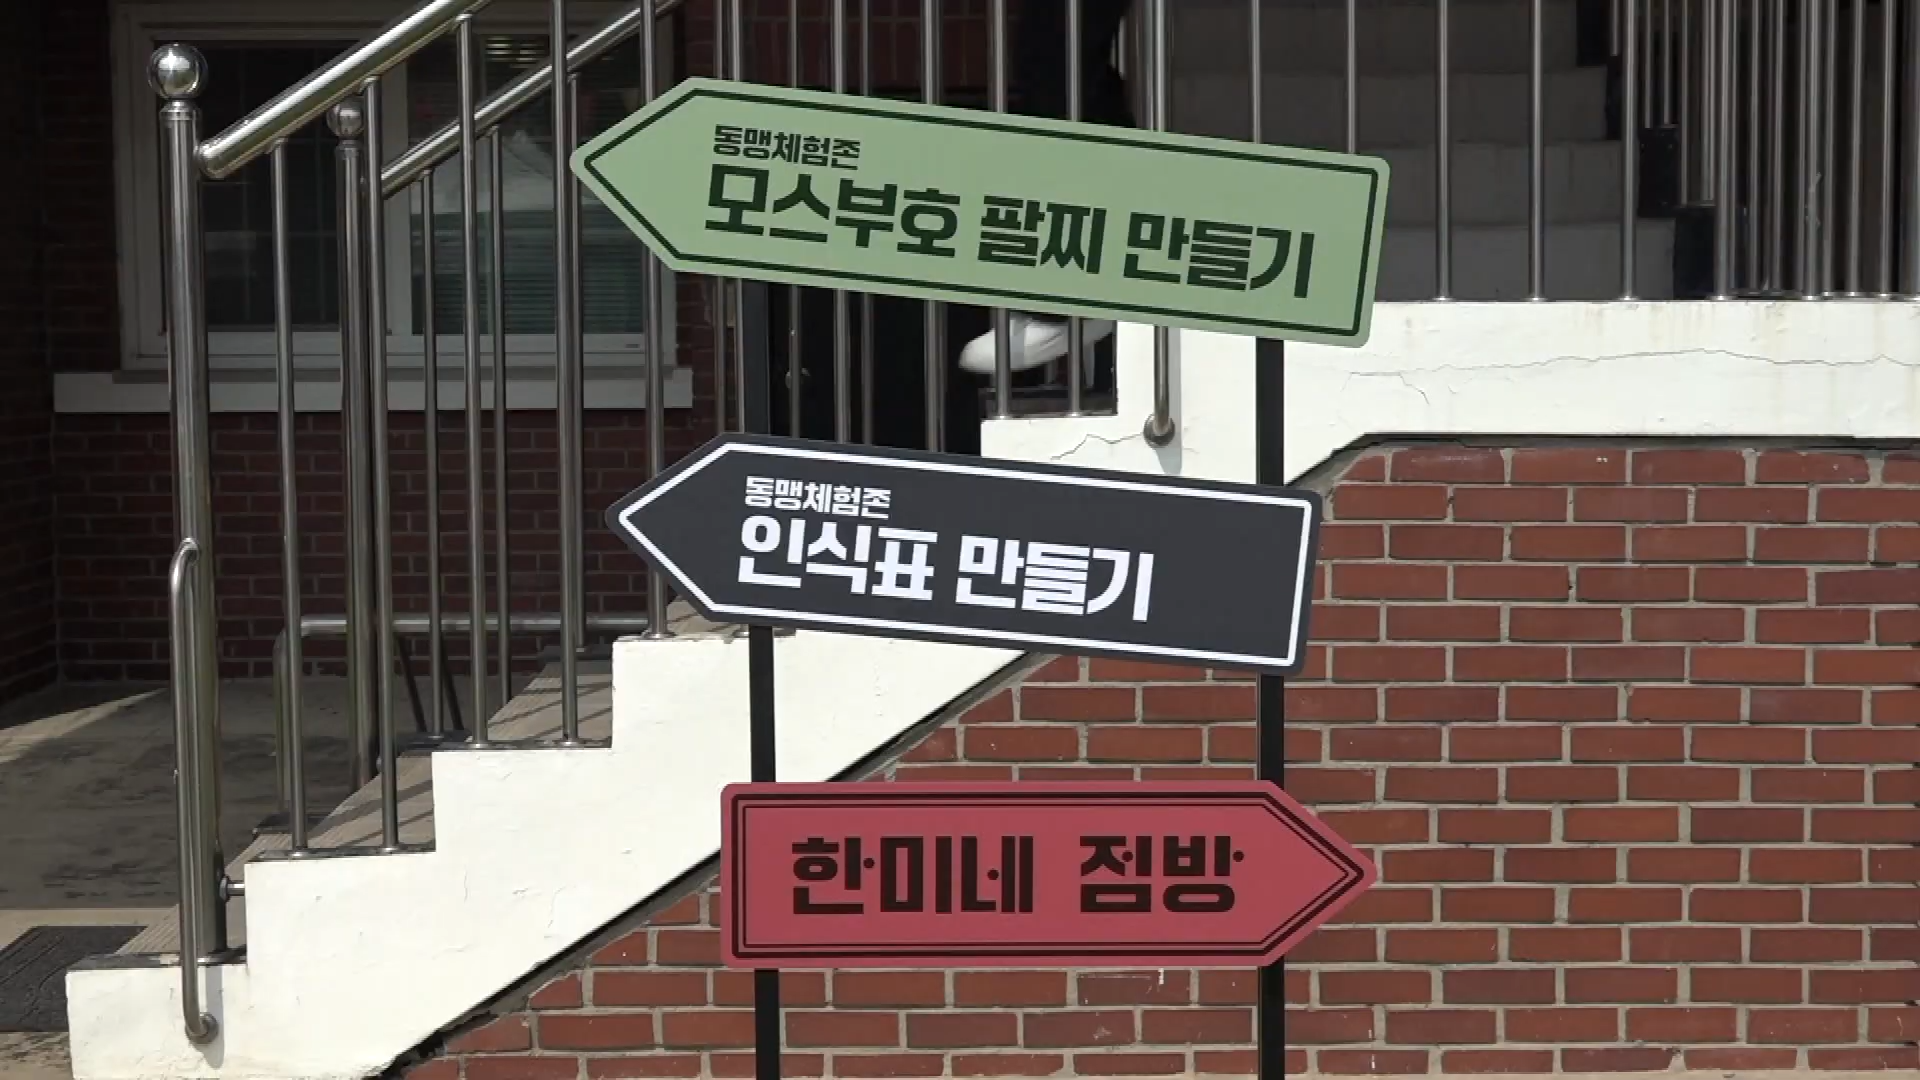 동맹체험존
모스부호 팔찌 만들기
동맹체험존
인식표 만들기
한미네 점방